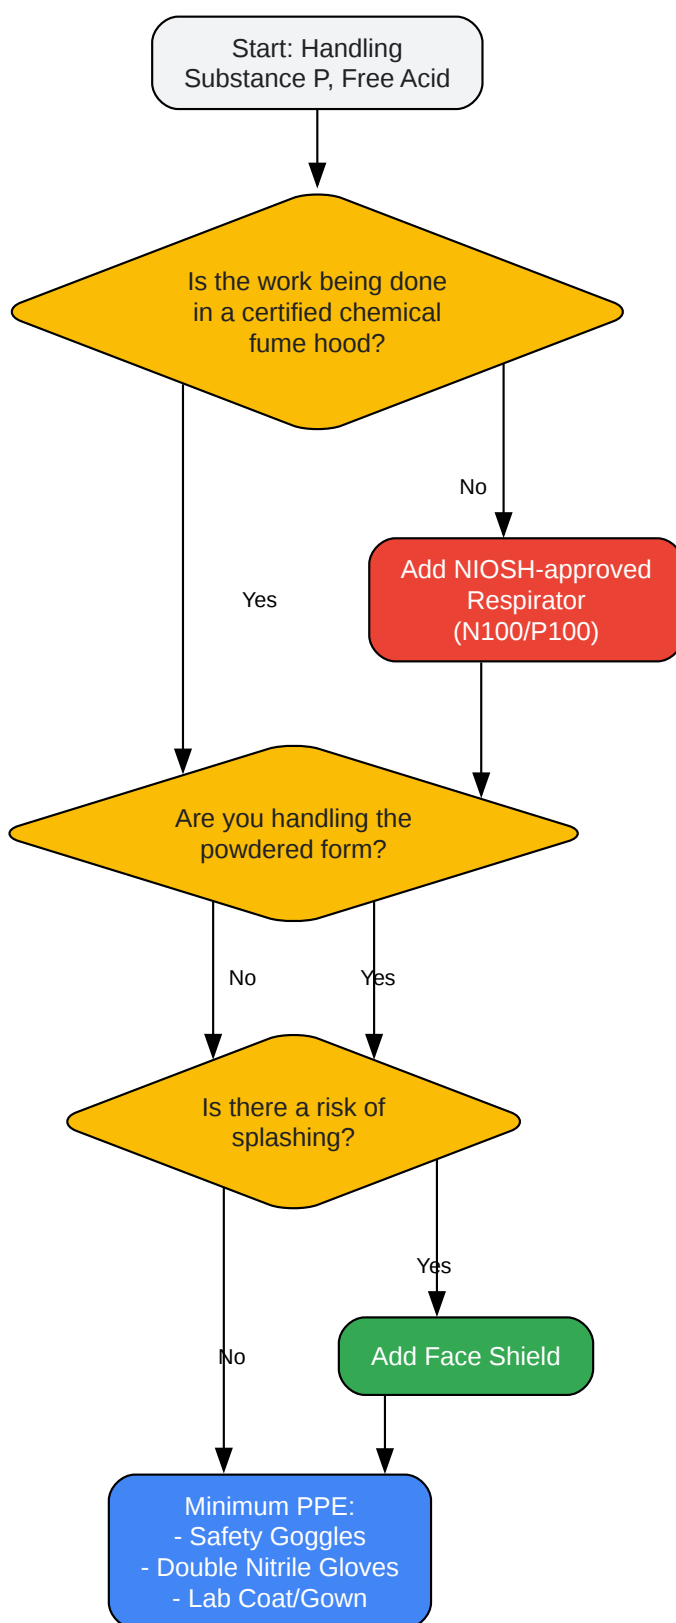 Start: Handling
Substance P, Free Acid
Is the work being done
in a certified chemical
fume hood?
No
Add NIOSH-approved
Respirator
(N100/P100)
Yes
Are you handling the
powdered form?
No
Yes
Is there a risk of
splashing?
Yes
Add Face Shield
No
Minimum PPE:
- Safety Goggles
- Double Nitrile Gloves
- Lab Coat/Gown